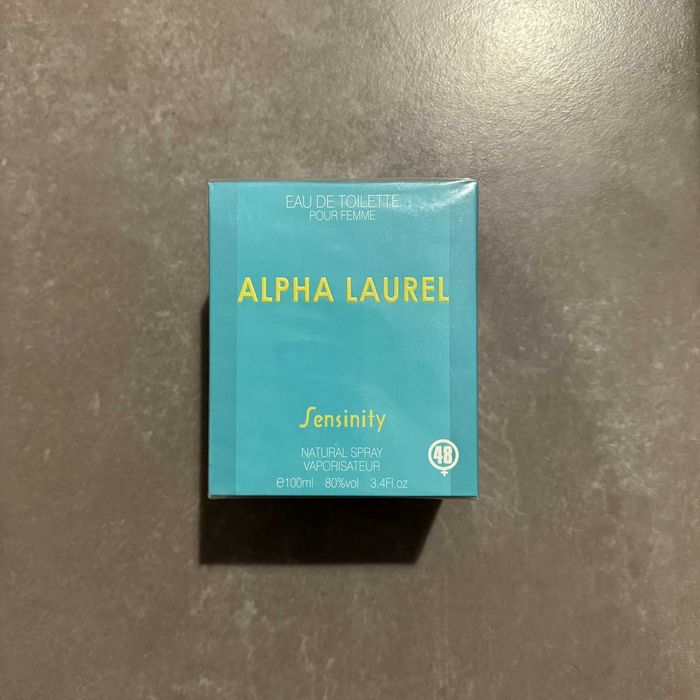 EAU DE TOILETTE
POUR FEMME
ALPHA LAUREL
Sensinity
NATURAL SPRAY
VAPORISATEUR
48
℮100ml 80%vol 3.4Fl.oz